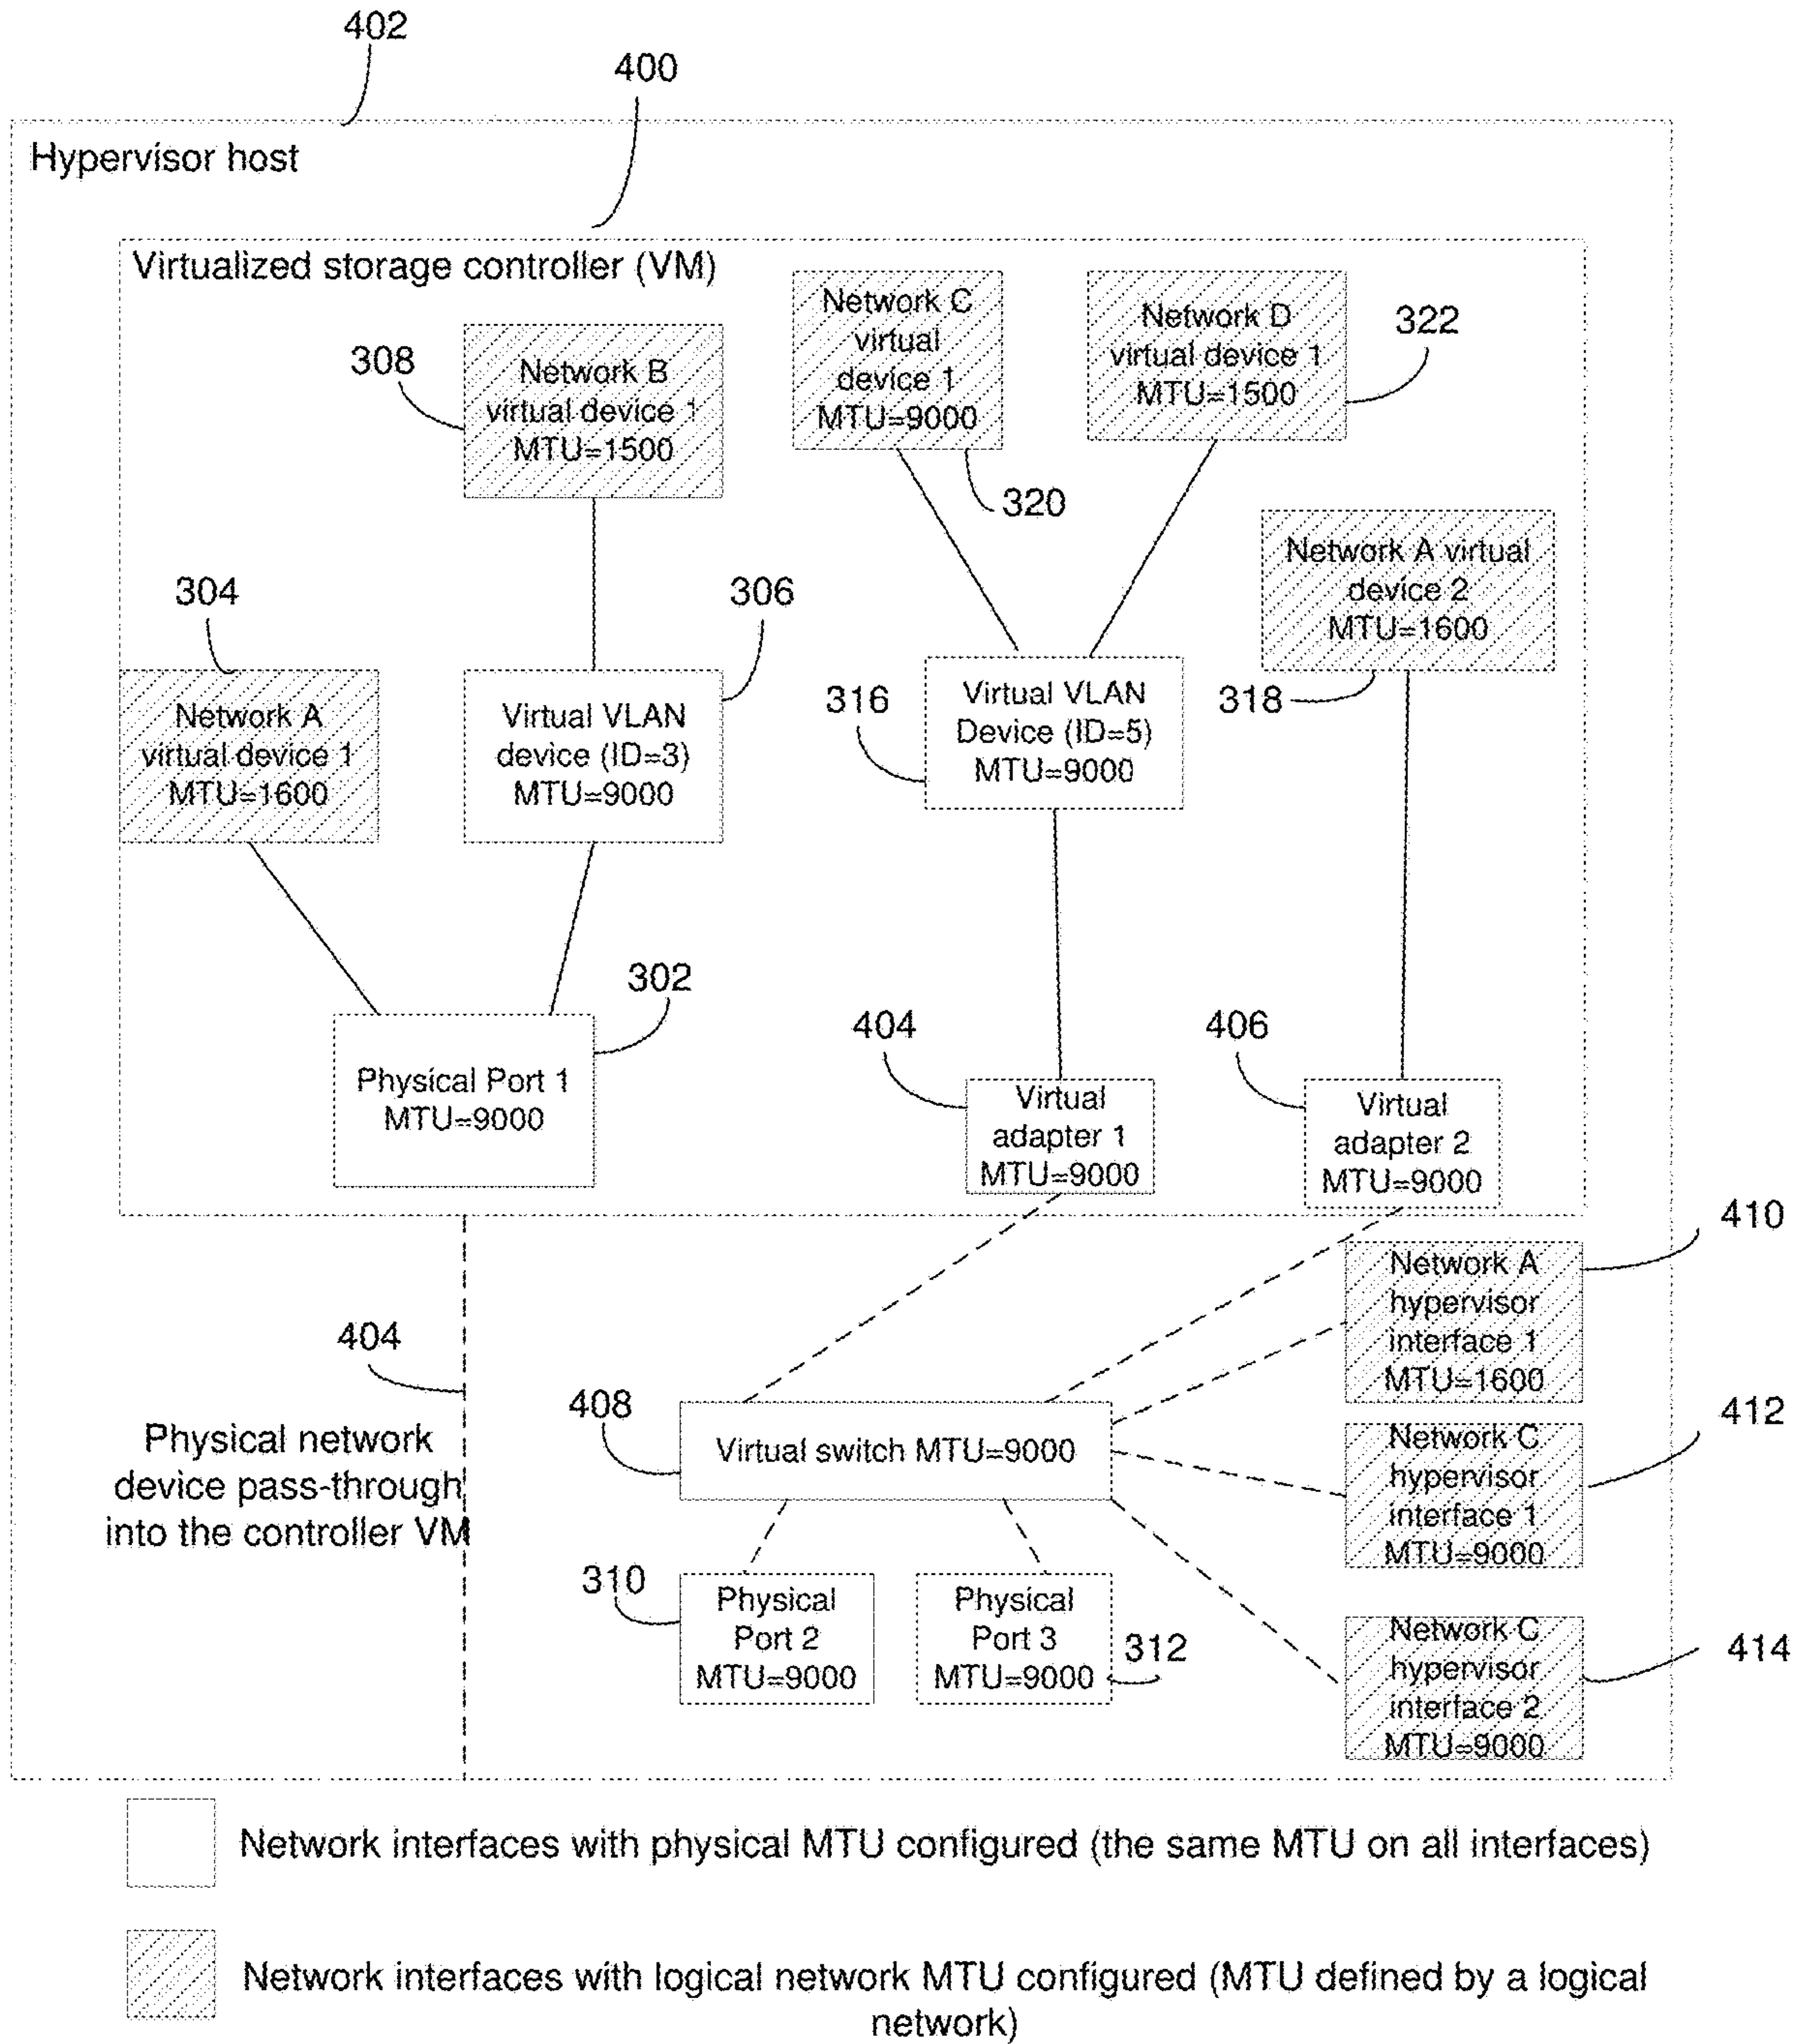 402
400
Hypervisor host
Virtualized storage controller (VM)
308
Network B
virtual device 1
MTU=1500
Network C
virtual
device 1
MTU=9000
320
Network D
virtual device 1
MTU=1500
322
304
Network A
virtual device 1
MTU=1600
306
Virtual VLAN
device (ID=3)
MTU=9000
316
Virtual VLAN
Device (ID=5)
MTU=9000
Network A virtual
device 2
MTU=1600
318
302
Physical Port 1
MTU=9000
404
Virtual
adapter 1
MTU=9000
406
Virtual
adapter 2
MTU=9000
410
Network A
hypervisor
interface 1
MTU=1600
404
Physical network
device pass-through
into the controller VM
408
Virtual switch MTU=9000
412
Network C
hypervisor
interface 1
MTU=9000
310
Physical
Port 2
MTU=9000
Physical
Port 3
MTU=9000
312
414
Network C
hypervisor
interface 2
MTU=9000
Network interfaces with physical MTU configured (the same MTU on all interfaces)
Network interfaces with logical network MTU configured (MTU defined by a logical
network)